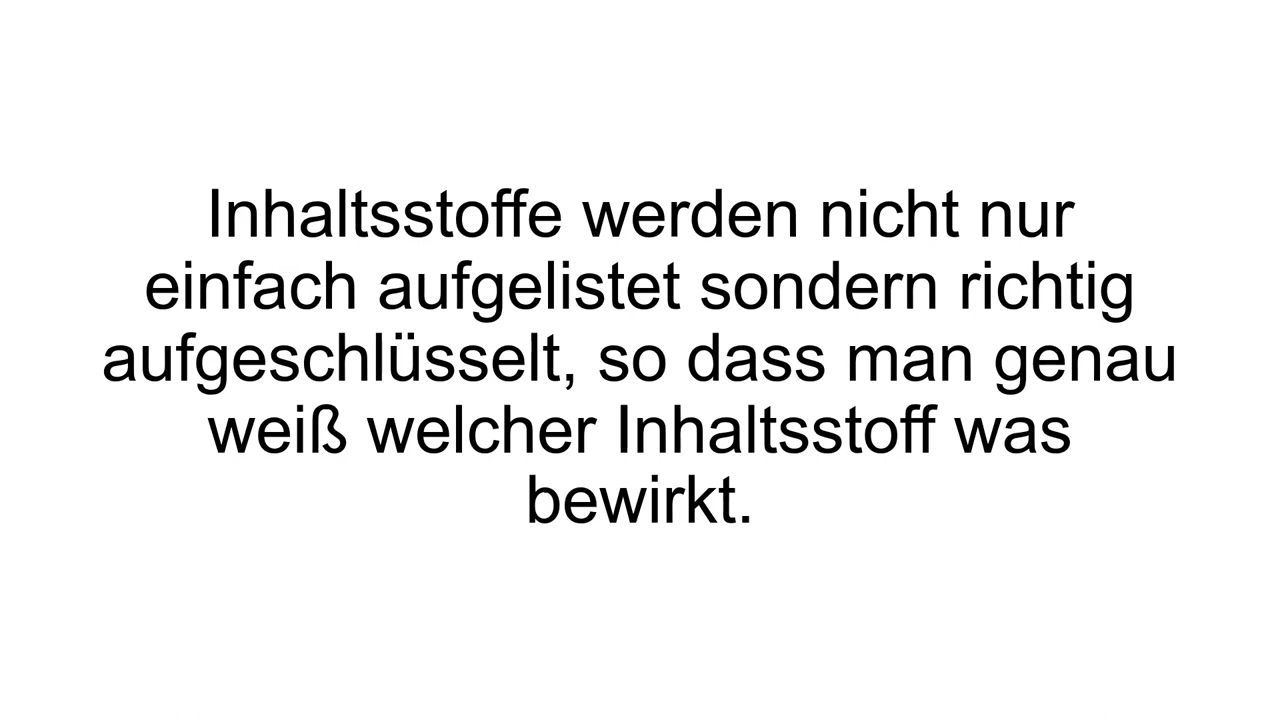 Inhaltsstoffe werden nicht nur
einfach aufgelistet sondern richtig
aufgeschlüsselt, so dass man genau
weiß welcher Inhaltsstoff was
bewirkt.